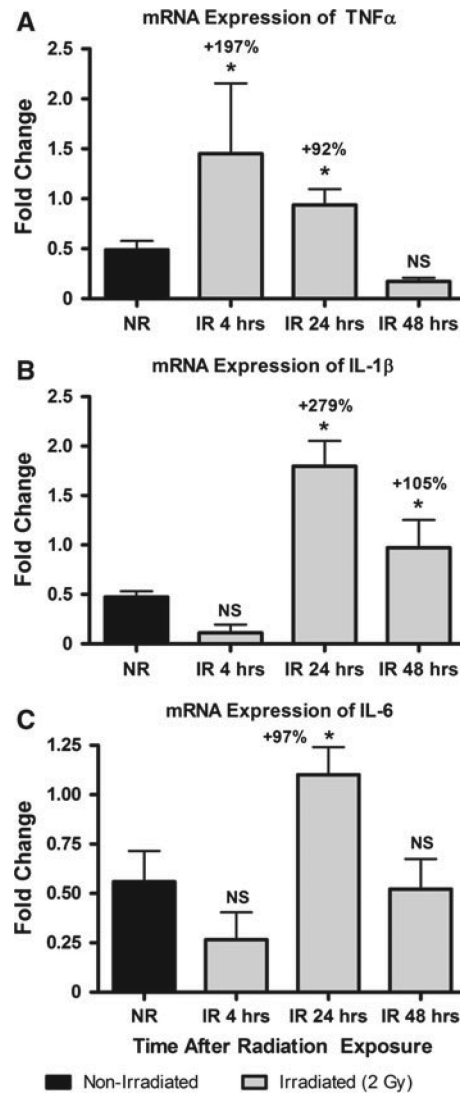 A
mRNA Expression of TNFα
Fold Change
2.5
2.0
1.5
1.0
0.5
0
+197%
*
+92%
*
NS
NR IR 4 hrs IR 24 hrs IR 48 hrs
B
mRNA Expression of IL-1β
Fold Change
2.5
2.0
1.5
1.0
0.5
0
NS
+279%
*
+105%
*
NR IR 4 hrs IR 24 hrs IR 48 hrs
C
mRNA Expression of IL-6
Fold Change
1.25
1.00
0.75
0.50
0.25
0
NS
+97% *
NS
NR IR 4 hrs IR 24 hrs IR 48 hrs
Time After Radiation Exposure
Non-Irradiated Irradiated (2 Gy)